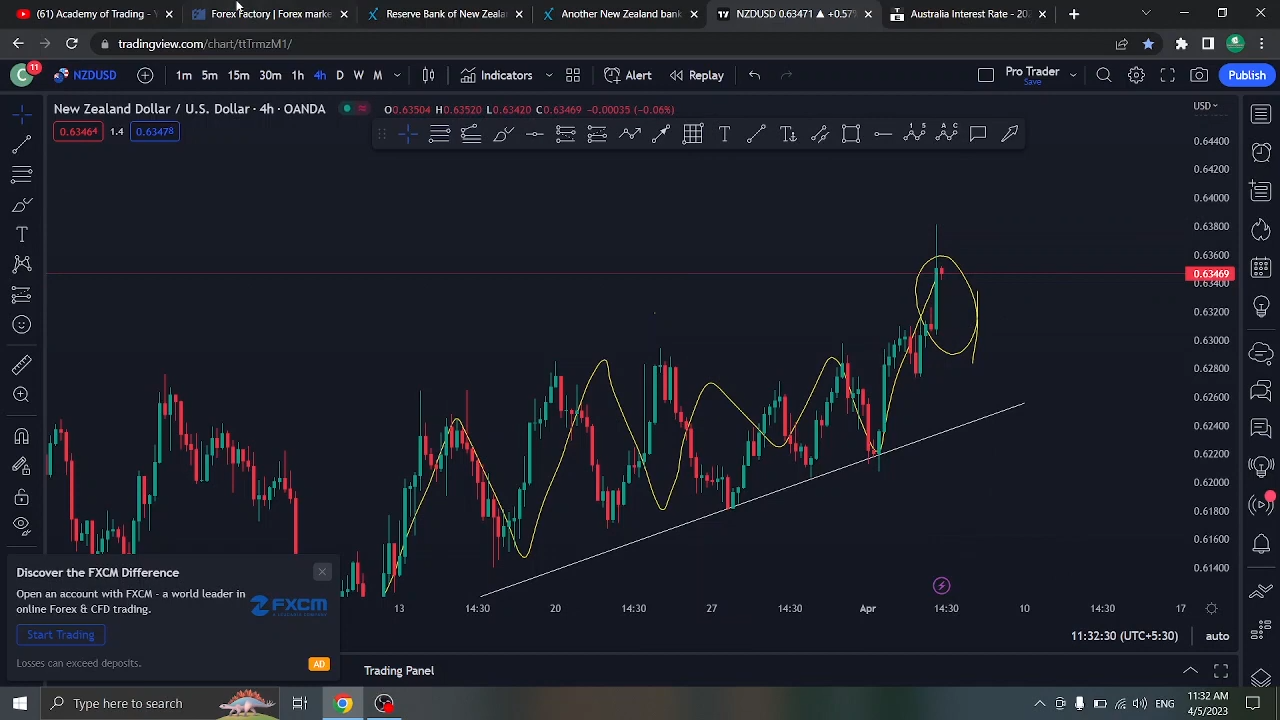 Academy of Trading - Y
Forex Factory | Forex marke
Reserve Bank of New Zeala
Another New Zealand bank
NZDUSD 0.63471 ▲ +0.57%
Australia Interest Rate - 202
tradingview.com/chart/ttTmzM1/
C 11 NZDUSD 1m 5m 15m 30m 1h 4h D W M Indicators Alert Replay Pro Trader Save Publish
New Zealand Dollar / U.S. Dollar · 4h · OANDA O0.63504 H0.63520 L0.63420 C0.63469 −0.00035 (−0.06%) USD
0.63464 1.4 0.63478
0.64400
0.64200
0.64000
0.63800
0.63600
0.63469
0.63400
0.63200
0.63000
0.62800
0.62600
0.62400
0.62200
0.62000
0.61800
0.61600
0.61400
Discover the FXCM Difference
Open an account with FXCM - a world leader in
online Forex & CFD trading.
FXCM
Start Trading
Losses can exceed deposits.
AD
13 14:30 20 14:30 27 14:30 Apr 14:30 10 14:30 17
11:32:30 (UTC+5:30) auto
Trading Panel
Type here to search
ENG
11:32 AM
4/5/2023